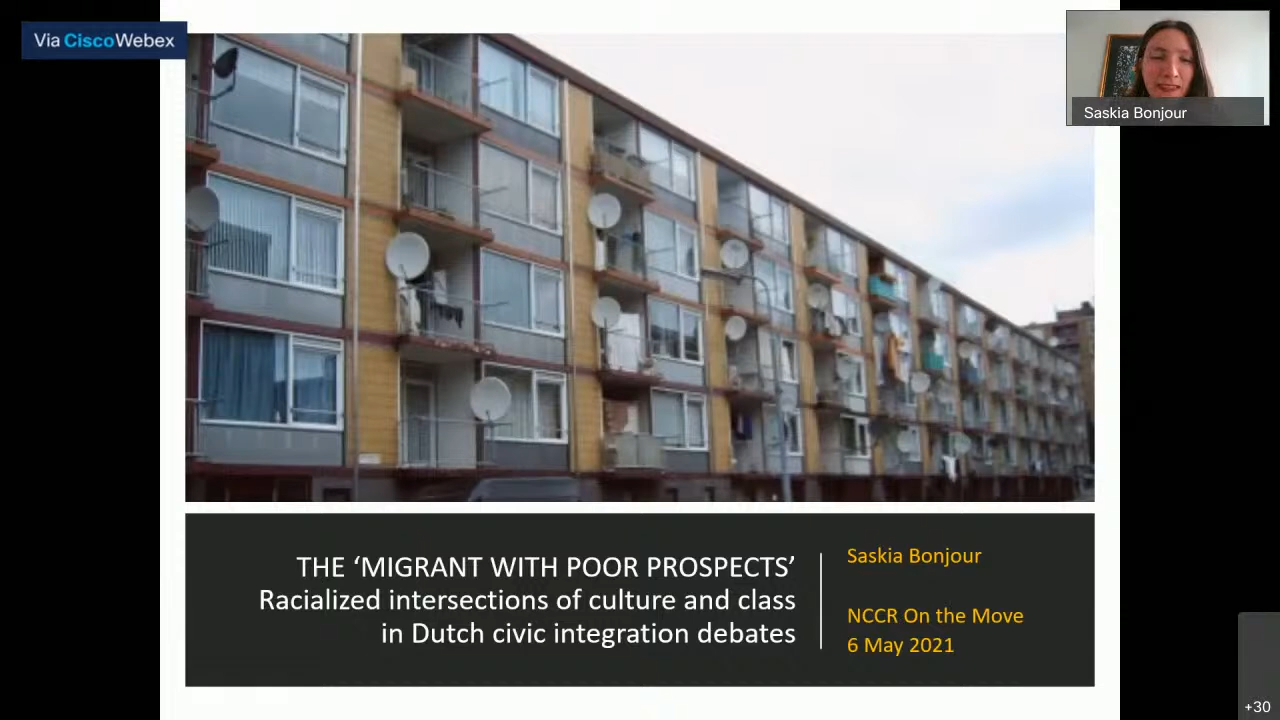 Via CiscoWebex
Saskia Bonjour
THE ‘MIGRANT WITH POOR PROSPECTS’
Racialized intersections of culture and class
in Dutch civic integration debates
Saskia Bonjour
NCCR On the Move
6 May 2021
+30